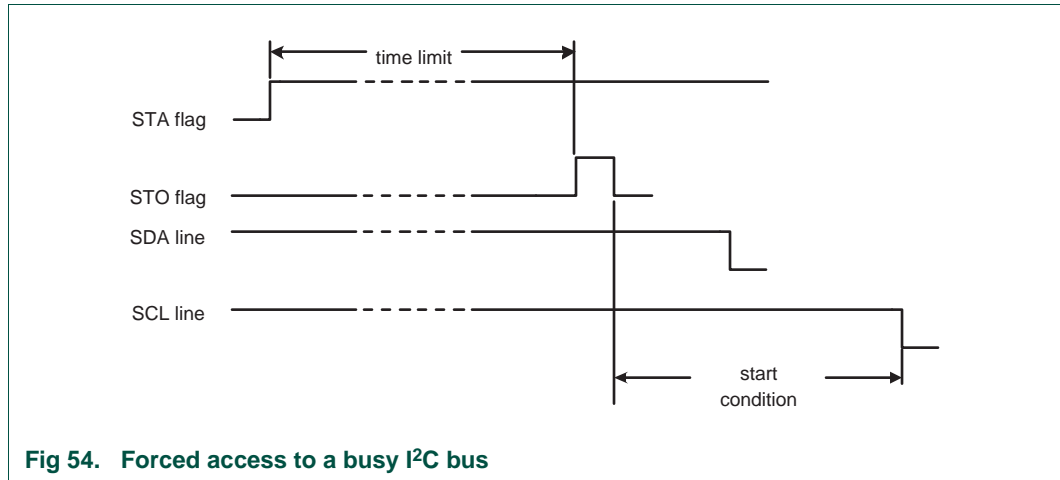 time limit
STA flag
STO flag
SDA line
SCL line
start
condition
Fig 54. Forced access to a busy I²C bus